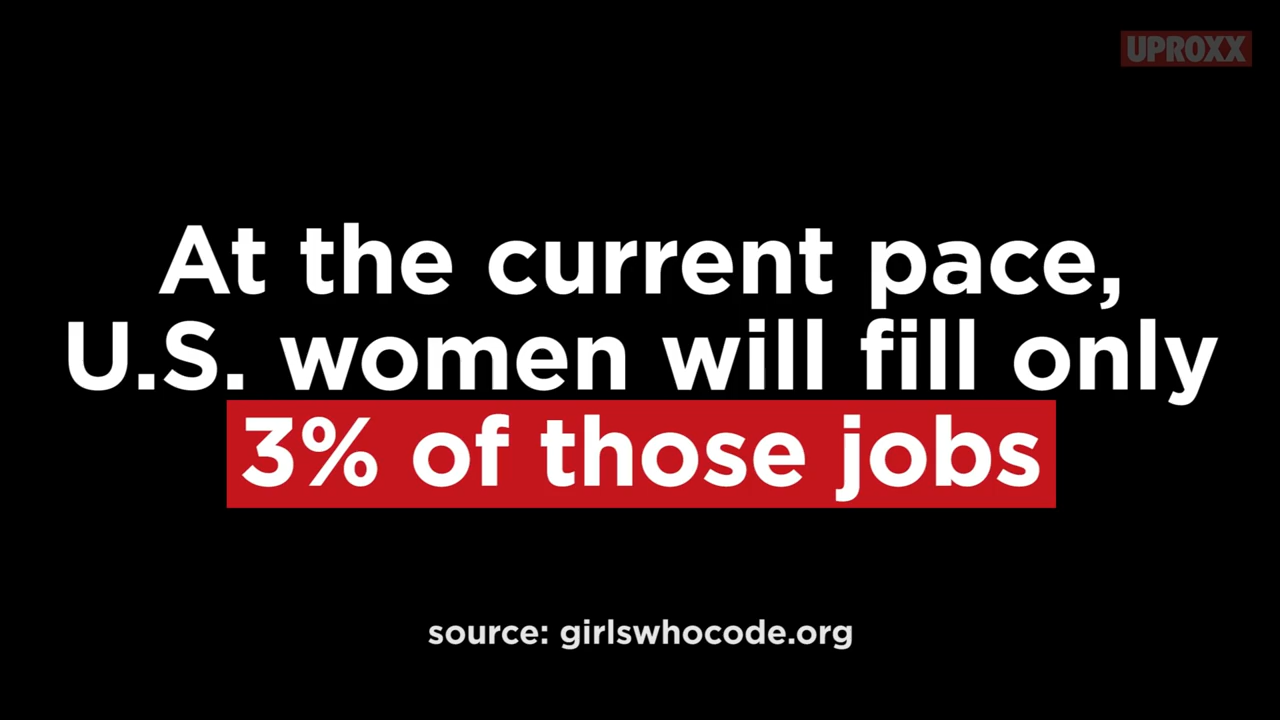 UPROXX
At the current pace,
U.S. women will fill only
3% of those jobs
source: girlswhocode.org